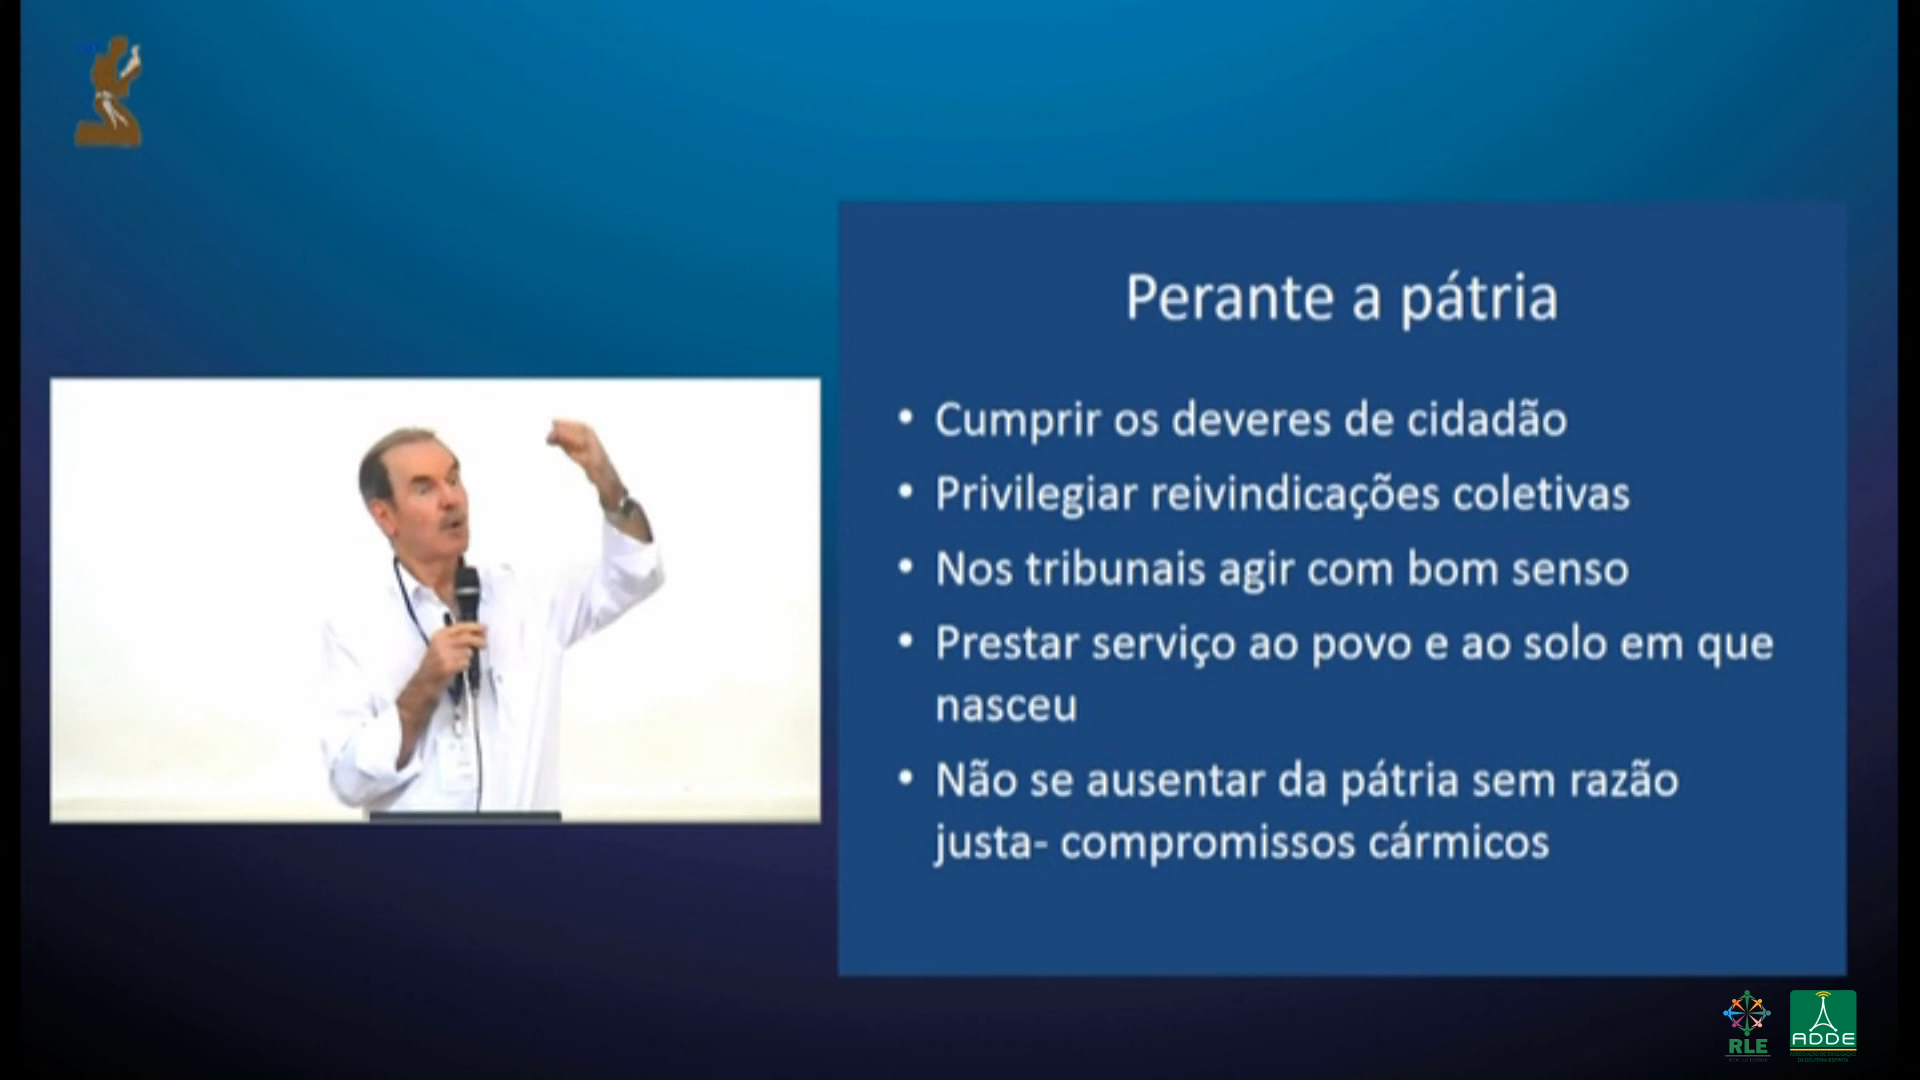 Perante a pátria
• Cumprir os deveres de cidadão
• Privilegiar reivindicações coletivas
• Nos tribunais agir com bom senso
• Prestar serviço ao povo e ao solo em que
nasceu
• Não se ausentar da pátria sem razão
justa- compromissos cármicos
RLE
ADDE